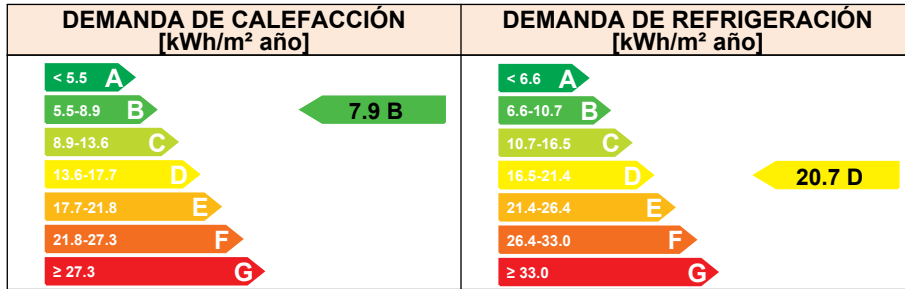 DEMANDA DE CALEFACCIÓN
[kWh/m² año]
< 5.5 A
5.5-8.9 B
7.9 B
8.9-13.6 C
13.6-17.7 D
17.7-21.8 E
21.8-27.3 F
≥ 27.3 G
DEMANDA DE REFRIGERACIÓN
[kWh/m² año]
< 6.6 A
6.6-10.7 B
10.7-16.5 C
16.5-21.4 D
20.7 D
21.4-26.4 E
26.4-33.0 F
≥ 33.0 G